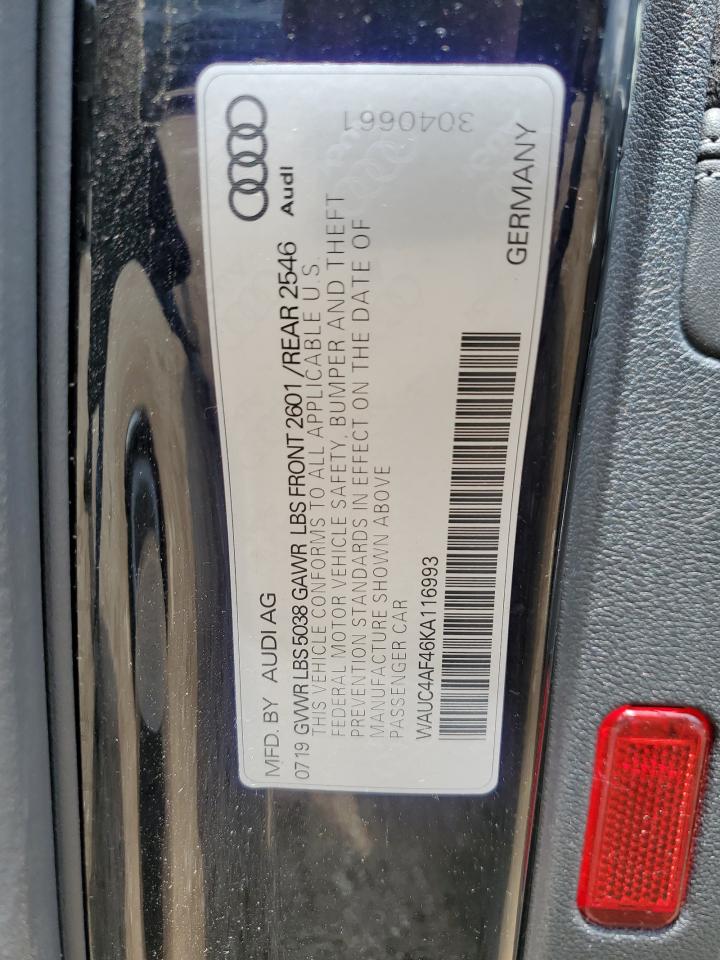 MFD. BY AUDI AG
Audi
0719 GVWR LBS 5038 GAWR LBS FRONT 2601 /REAR 2546
THIS VEHICLE CONFORMS TO ALL APPLICABLE U.S.
FEDERAL MOTOR VEHICLE SAFETY, BUMPER AND THEFT
PREVENTION STANDARDS IN EFFECT ON THE DATE OF
MANUFACTURE SHOWN ABOVE
PASSENGER CAR
WAUC4AF46KA116993
GERMANY
3040661